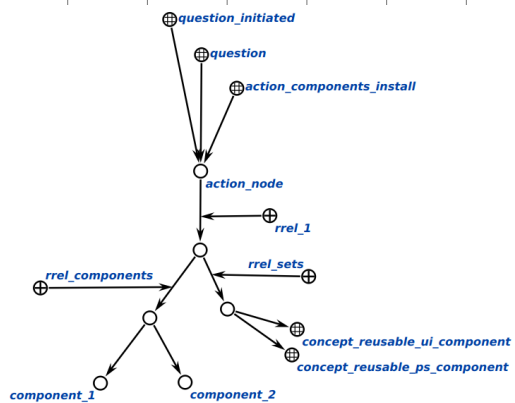 question_initiated
question
action_components_install
action_node
rrel_1
rrel_sets
rrel_components
concept_reusable_ui_component
concept_reusable_ps_component
component_1
component_2